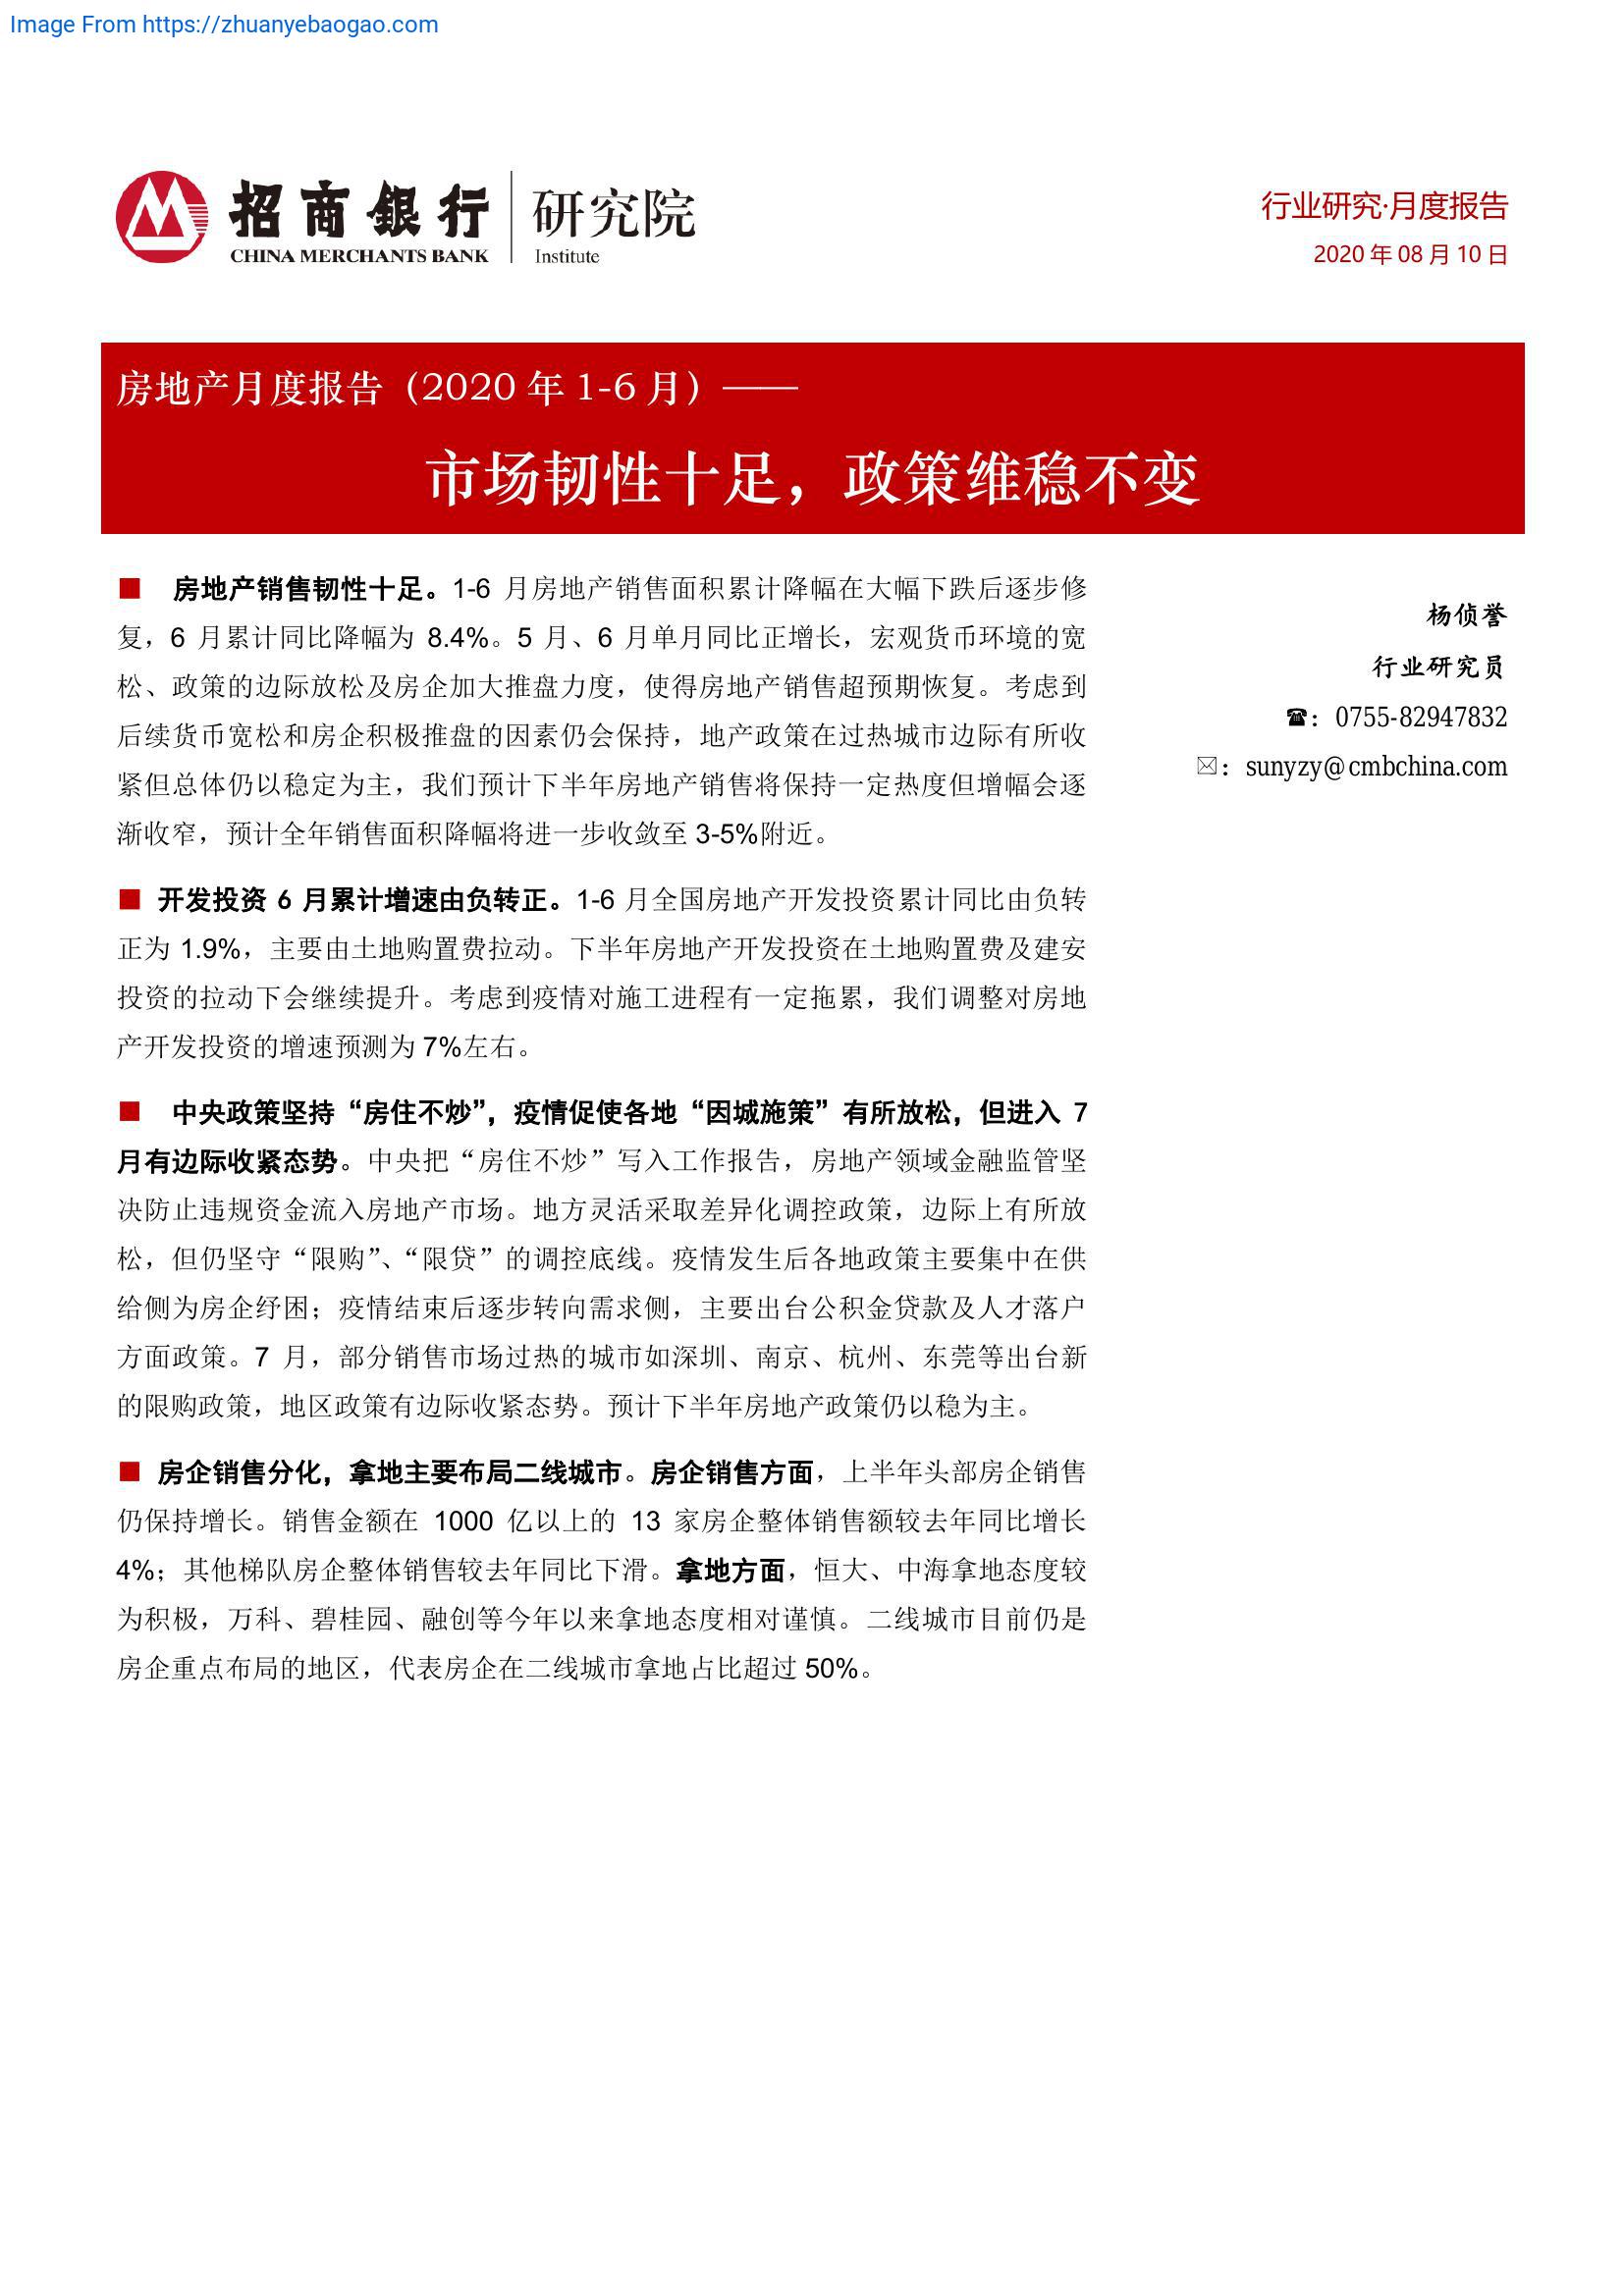 Image From https://zhuanyebaogao.com
招商銀行
CHINA MERCHANTS BANK
研究院
Institute
行业研究·月度报告
2020 年 08 月 10 日
房地产月度报告（2020 年 1-6 月）——
市场韧性十足，政策维稳不变
■ 房地产销售韧性十足。1-6 月房地产销售面积累计降幅在大幅下跌后逐步修
复，6 月累计同比降幅为 8.4%。5 月、6 月单月同比正增长，宏观货币环境的宽
松、政策的边际放松及房企加大推盘力度，使得房地产销售超预期恢复。考虑到
后续货币宽松和房企积极推盘的因素仍会保持，地产政策在过热城市边际有所收
紧但总体仍以稳定为主，我们预计下半年房地产销售将保持一定热度但增幅会逐
渐收窄，预计全年销售面积降幅将进一步收敛至 3-5%附近。
■ 开发投资 6 月累计增速由负转正。1-6 月全国房地产开发投资累计同比由负转
正为 1.9%，主要由土地购置费拉动。下半年房地产开发投资在土地购置费及建安
投资的拉动下会继续提升。考虑到疫情对施工进程有一定拖累，我们调整对房地
产开发投资的增速预测为 7%左右。
■ 中央政策坚持“房住不炒”，疫情促使各地“因城施策”有所放松，但进入 7
月有边际收紧态势。中央把“房住不炒”写入工作报告，房地产领域金融监管坚
决防止违规资金流入房地产市场。地方灵活采取差异化调控政策，边际上有所放
松，但仍坚守“限购”、“限贷”的调控底线。疫情发生后各地政策主要集中在供
给侧为房企纾困；疫情结束后逐步转向需求侧，主要出台公积金贷款及人才落户
方面政策。7 月，部分销售市场过热的城市如深圳、南京、杭州、东莞等出台新
的限购政策，地区政策有边际收紧态势。预计下半年房地产政策仍以稳为主。
■ 房企销售分化，拿地主要布局二线城市。房企销售方面，上半年头部房企销售
仍保持增长。销售金额在 1000 亿以上的 13 家房企整体销售额较去年同比增长
4%；其他梯队房企整体销售较去年同比下滑。拿地方面，恒大、中海拿地态度较
为积极，万科、碧桂园、融创等今年以来拿地态度相对谨慎。二线城市目前仍是
房企重点布局的地区，代表房企在二线城市拿地占比超过 50%。
杨侦誉
行业研究员
☎：0755-82947832
✉：sunyzy@cmbchina.com